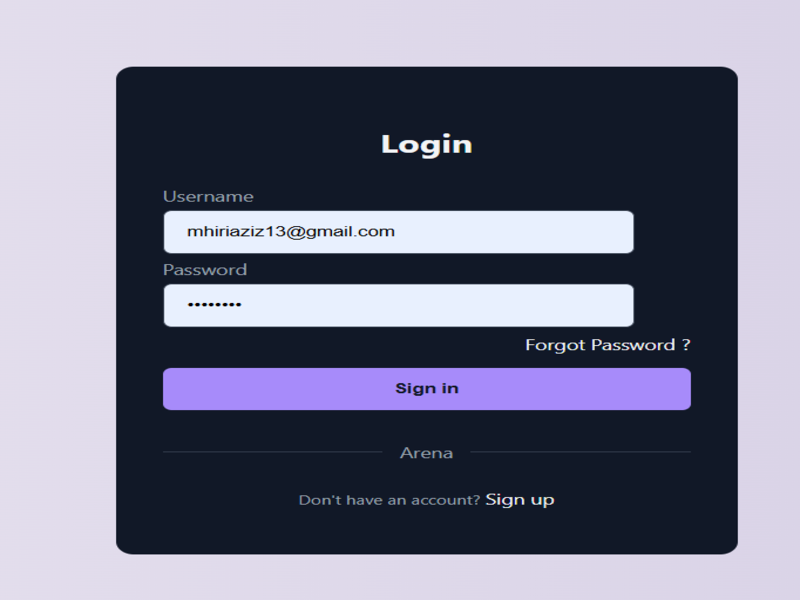 Login
Username
mhiriaziz13@gmail.com
Password
••••••••
Forgot Password ?
Sign in
Arena
Don't have an account? Sign up